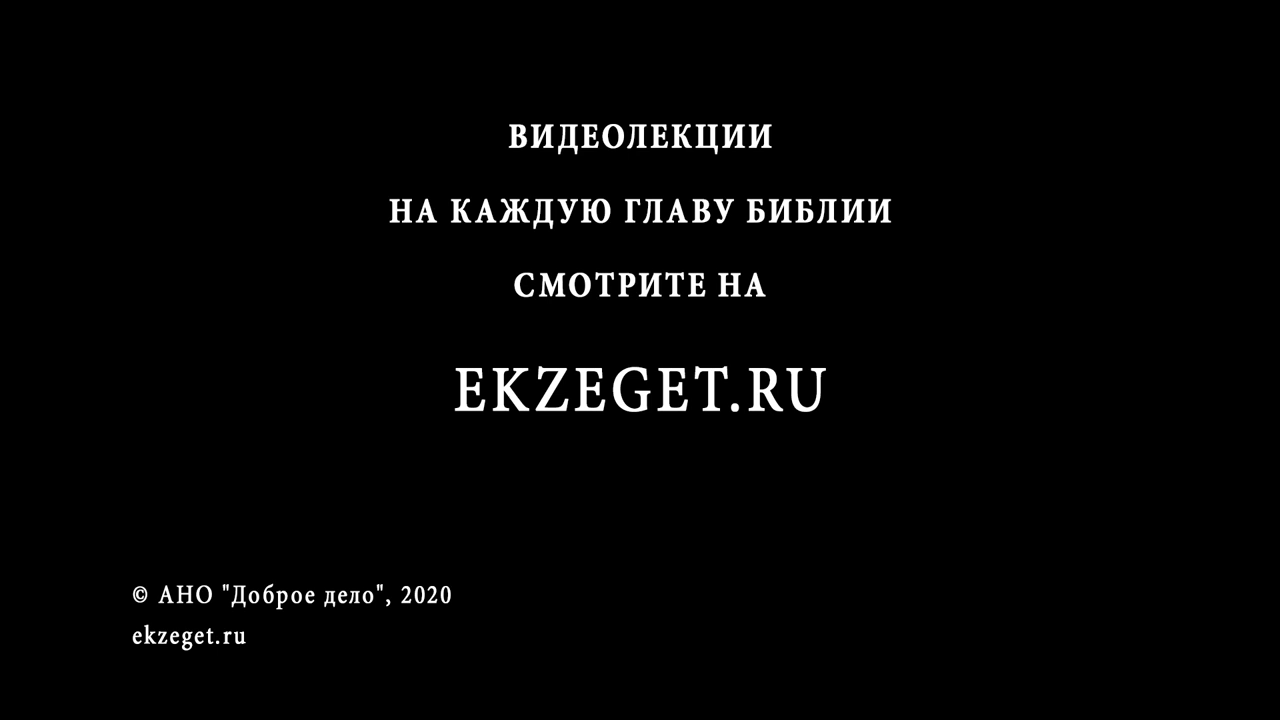 ВИДЕОЛЕКЦИИ
НА КАЖДУЮ ГЛАВУ БИБЛИИ
СМОТРИТЕ НА
EKZEGET.RU
© АНО "Доброе дело", 2020
ekzeget.ru